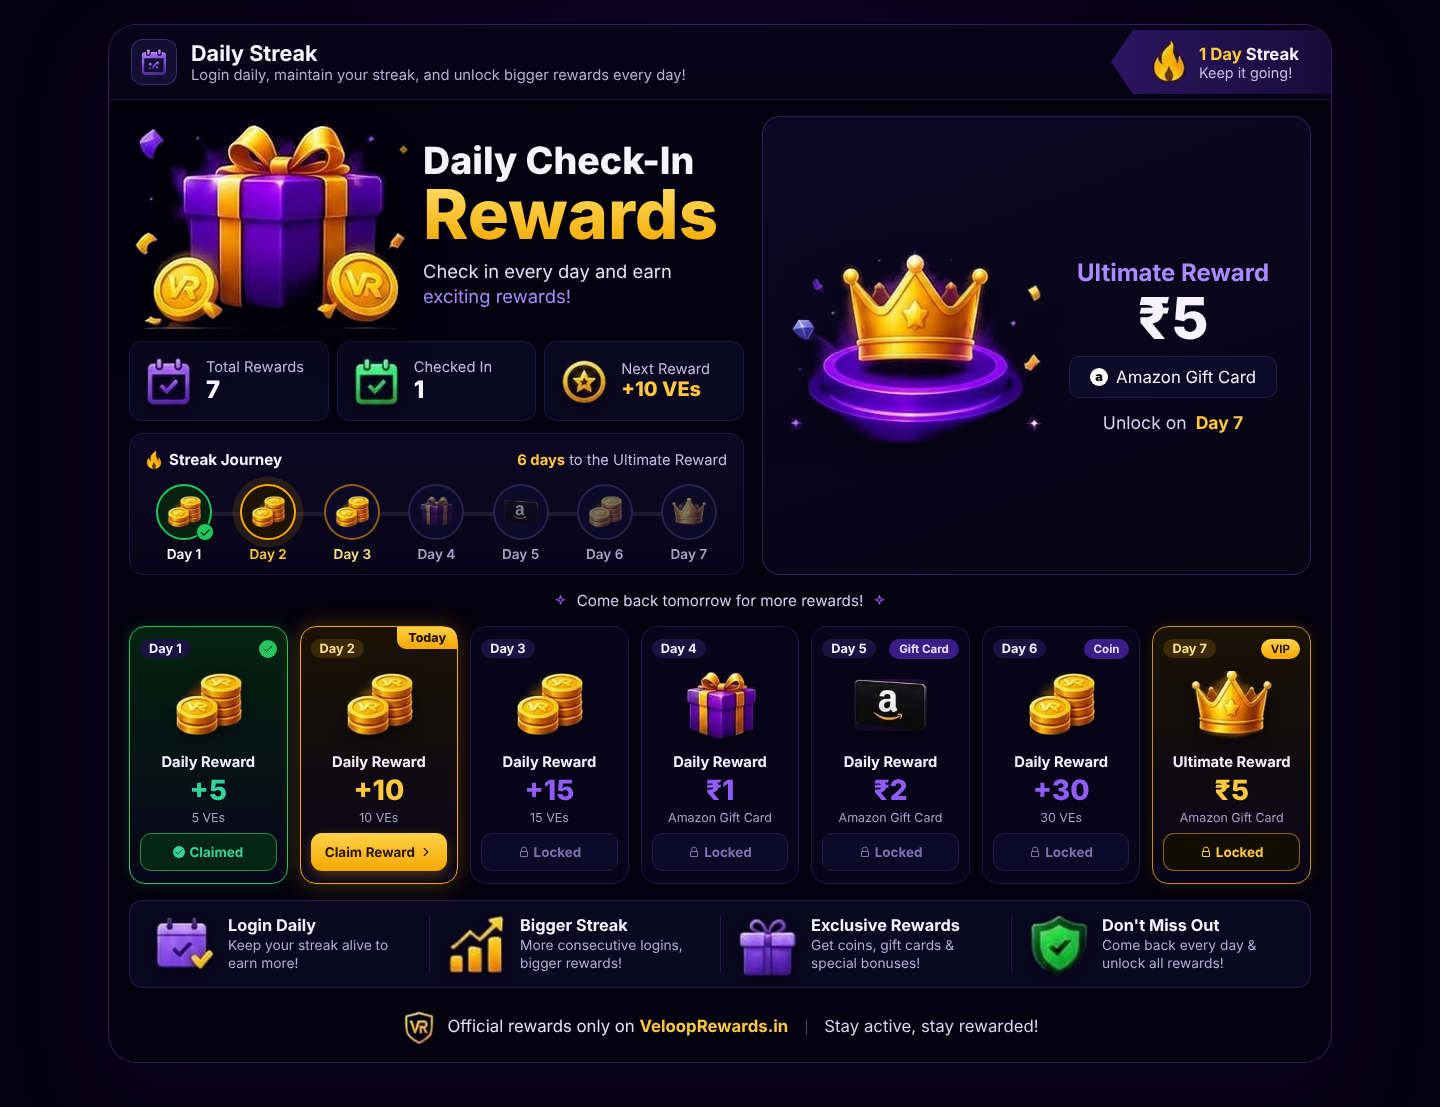 Daily Streak
Login daily, maintain your streak, and unlock bigger rewards every day!
1 Day Streak
Keep it going!
Daily Check-In
Rewards
Check in every day and earn
exciting rewards!
VR
VR
Total Rewards
7
Checked In
1
Next Reward
+10 VEs
Ultimate Reward
₹5
a Amazon Gift Card
Unlock on Day 7
Streak Journey
6 days to the Ultimate Reward
a
Day 1
Day 2
Day 3
Day 4
Day 5
Day 6
Day 7
Come back tomorrow for more rewards!
Day 1
VR
Daily Reward
+5
5 VEs
Claimed
Day 2
Today
VR
Daily Reward
+10
10 VEs
Claim Reward
Day 3
VR
Daily Reward
+15
15 VEs
Locked
Day 4
Daily Reward
₹1
Amazon Gift Card
Locked
Day 5
Gift Card
a
Daily Reward
₹2
Amazon Gift Card
Locked
Day 6
Coin
VR
Daily Reward
+30
30 VEs
Locked
Day 7
VIP
Ultimate Reward
₹5
Amazon Gift Card
Locked
Login Daily
Keep your streak alive to
earn more!
Bigger Streak
More consecutive logins,
bigger rewards!
Exclusive Rewards
Get coins, gift cards &
special bonuses!
Don't Miss Out
Come back every day &
unlock all rewards!
VR
Official rewards only on VeloopRewards.in
Stay active, stay rewarded!